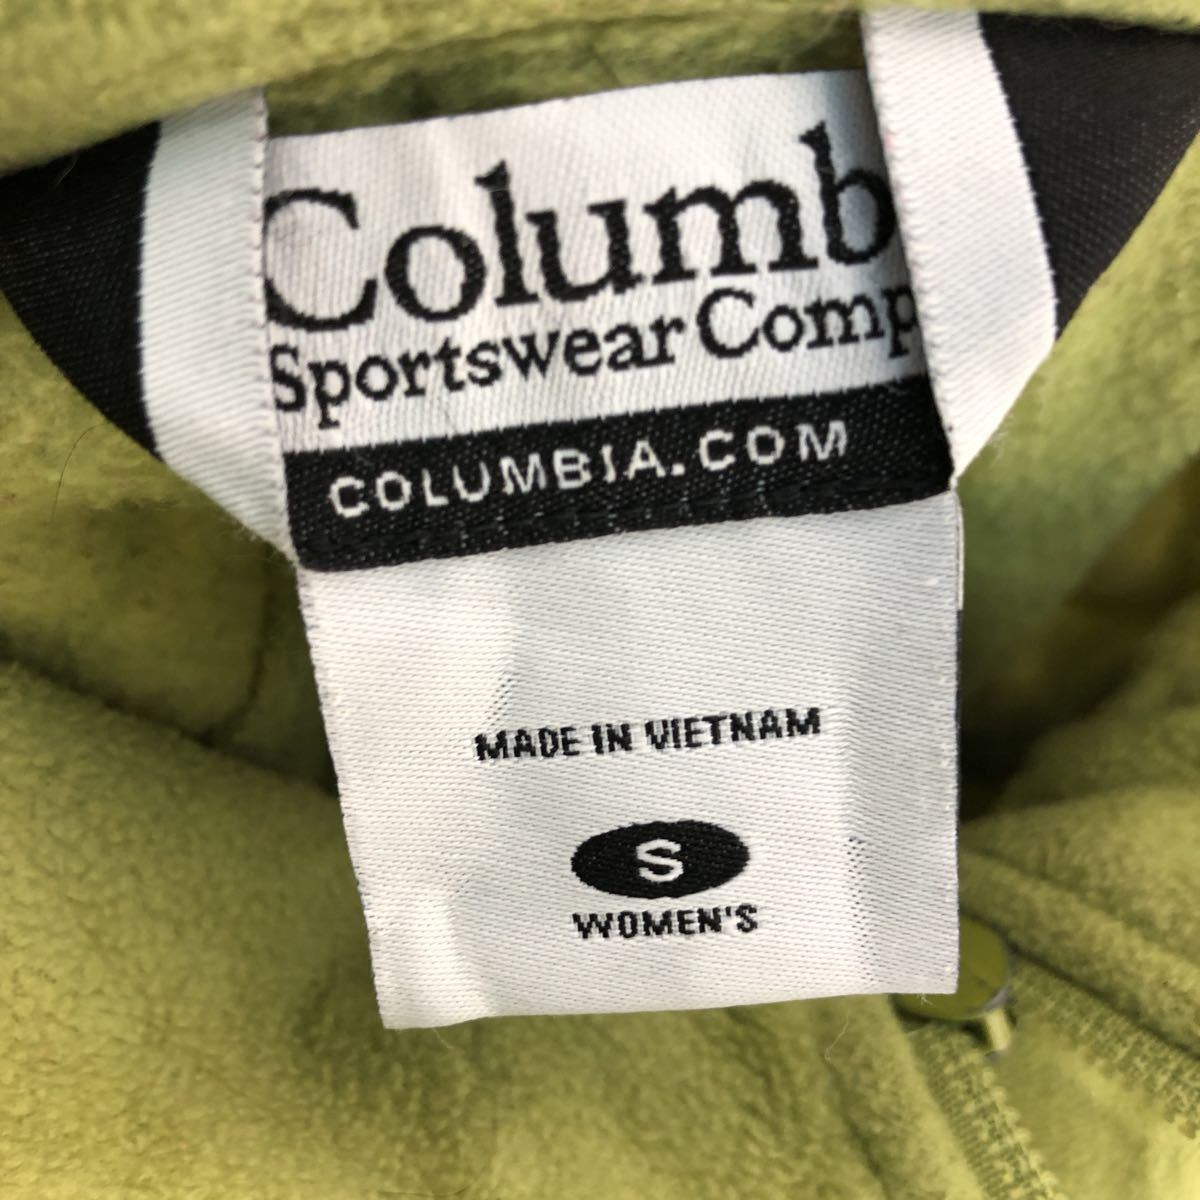 Columb
Sportswear Comp
COLUMBIA.COM
MADE IN VIETNAM
S
WOMEN'S